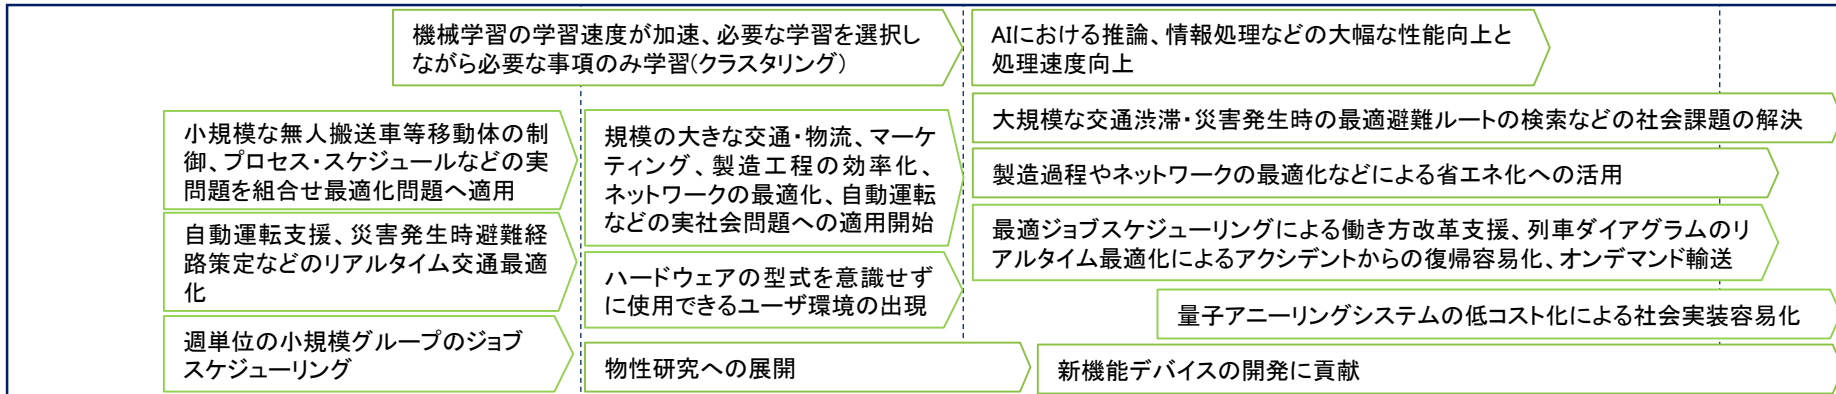 機械学習の学習速度が加速、必要な学習を選択し
ながら必要な事項のみ学習(クラスタリング)
AIにおける推論、情報処理などの大幅な性能向上と
処理速度向上
小規模な無人搬送車等移動体の制
御、プロセス・スケジュールなどの実
問題を組合せ最適化問題へ適用
規模の大きな交通・物流、マーケ
ティング、製造工程の効率化、
ネットワークの最適化、自動運転
などの実社会問題への適用開始
大規模な交通渋滞・災害発生時の最適避難ルートの検索などの社会課題の解決
製造過程やネットワークの最適化などによる省エネ化への活用
自動運転支援、災害発生時避難経
路策定などのリアルタイム交通最適
化
最適ジョブスケジューリングによる働き方改革支援、列車ダイアグラムのリ
アルタイム最適化によるアクシデントからの復帰容易化、オンデマンド輸送
ハードウェアの型式を意識せず
に使用できるユーザ環境の出現
量子アニーリングシステムの低コスト化による社会実装容易化
週単位の小規模グループのジョブ
スケジューリング
物性研究への展開
新機能デバイスの開発に貢献